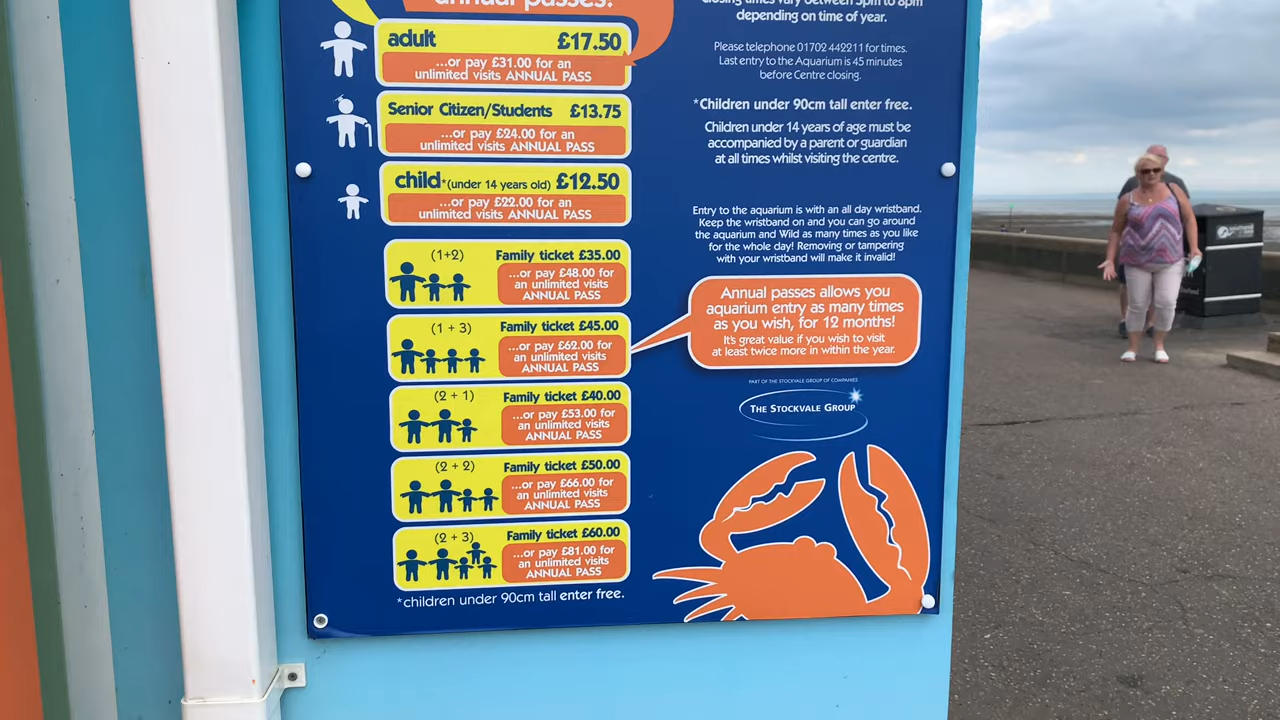 annual passes!
adult £17.50
...or pay £31.00 for an
unlimited visits ANNUAL PASS
Senior Citizen/Students £13.75
...or pay £24.00 for an
unlimited visits ANNUAL PASS
child*(under 14 years old) £12.50
...or pay £22.00 for an
unlimited visits ANNUAL PASS
(1+2) Family ticket £35.00
...or pay £48.00 for
an unlimited visits
ANNUAL PASS
(1 + 3) Family ticket £45.00
...or pay £62.00 for
an unlimited visits
ANNUAL PASS
(2 + 1) Family ticket £40.00
...or pay £53.00 for
an unlimited visits
ANNUAL PASS
(2 + 2) Family ticket £50.00
...or pay £66.00 for
an unlimited visits
ANNUAL PASS
(2 + 3) Family ticket £60.00
...or pay £81.00 for
an unlimited visits
ANNUAL PASS
*children under 90cm tall enter free.
Closing times vary between 5pm to 8pm
depending on time of year.
Please telephone 01702 442211 for times.
Last entry to the Aquarium is 45 minutes
before Centre closing.
*Children under 90cm tall enter free.
Children under 14 years of age must be
accompanied by a parent or guardian
at all times whilst visiting the centre.
Entry to the aquarium is with an all day wristband.
Keep the wristband on and you can go around
the aquarium and Wild as many times as you like
for the whole day! Removing or tampering
with your wristband will make it invalid!
Annual passes allows you
aquarium entry as many times
as you wish, for 12 months!
It's great value if you wish to visit
at least twice more in within the year.
PART OF THE STOCKVALE GROUP OF COMPANIES
THE STOCKVALE GROUP